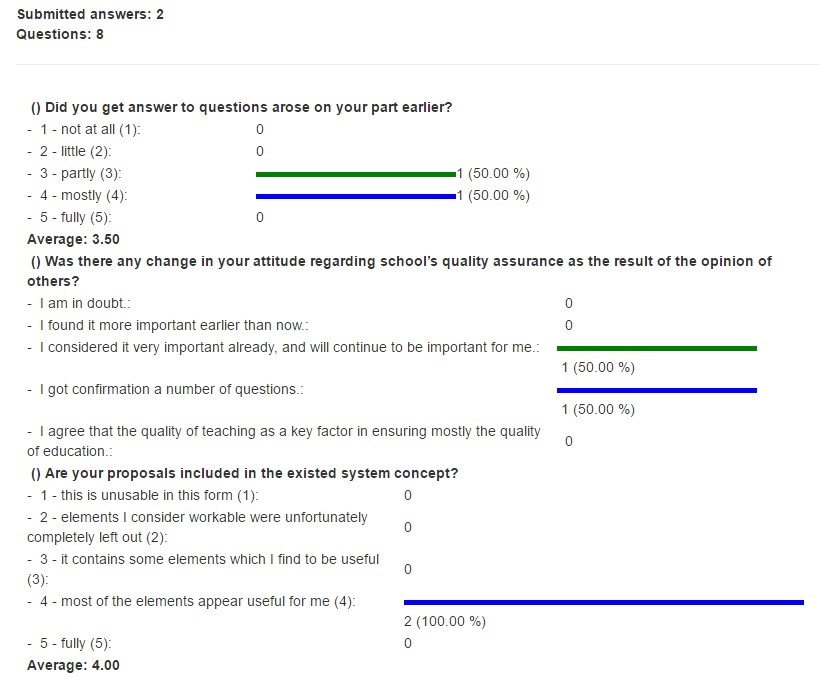 Submitted answers: 2
Questions: 8
() Did you get answer to questions arose on your part earlier?
- 1 - not at all (1): 0
- 2 - little (2): 0
- 3 - partly (3): 1 (50.00 %)
- 4 - mostly (4): 1 (50.00 %)
- 5 - fully (5): 0
Average: 3.50
() Was there any change in your attitude regarding school's quality assurance as the result of the opinion of
others?
- I am in doubt.: 0
- I found it more important earlier than now.: 0
- I considered it very important already, and will continue to be important for me.:
1 (50.00 %)
- I got confirmation a number of questions.:
1 (50.00 %)
- I agree that the quality of teaching as a key factor in ensuring mostly the quality
of education.: 0
() Are your proposals included in the existed system concept?
- 1 - this is unusable in this form (1): 0
- 2 - elements I consider workable were unfortunately
completely left out (2): 0
- 3 - it contains some elements which I find to be useful
(3): 0
- 4 - most of the elements appear useful for me (4):
2 (100.00 %)
- 5 - fully (5): 0
Average: 4.00